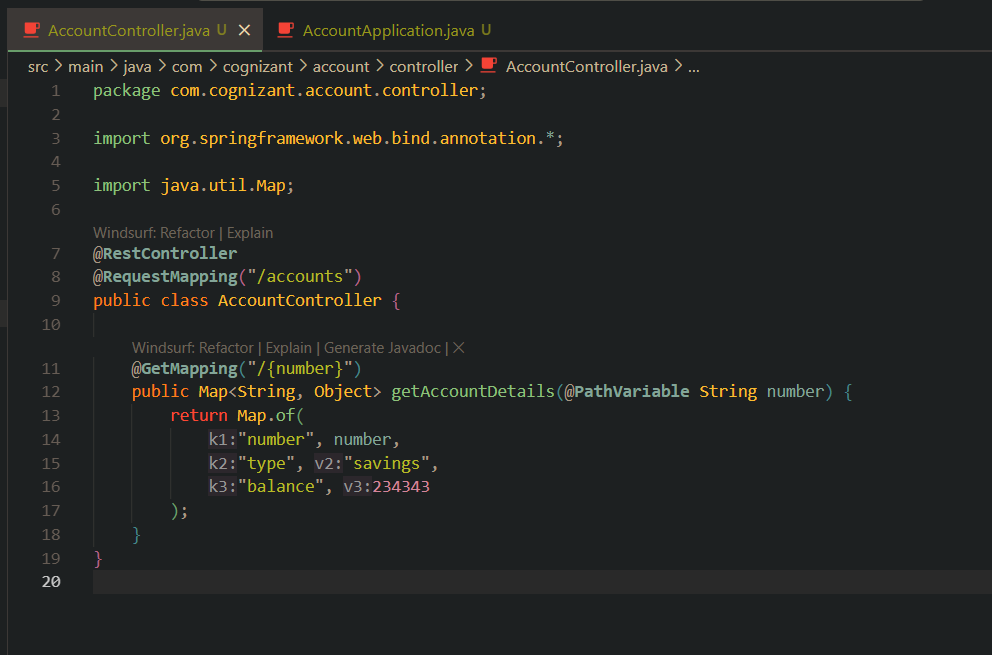 AccountController.java U
AccountApplication.java U
src > main > java > com > cognizant > account > controller > AccountController.java > ...
1 package com.cognizant.account.controller;
2
3 import org.springframework.web.bind.annotation.*;
4
5 import java.util.Map;
6
Windsurf: Refactor | Explain
7 @RestController
8 @RequestMapping("/accounts")
9 public class AccountController {
10
Windsurf: Refactor | Explain | Generate Javadoc | ✕
11 @GetMapping("/{number}")
12 public Map<String, Object> getAccountDetails(@PathVariable String number) {
13 return Map.of(
14 k1:"number", number,
15 k2:"type", v2:"savings",
16 k3:"balance", v3:234343
17 );
18 }
19 }
20